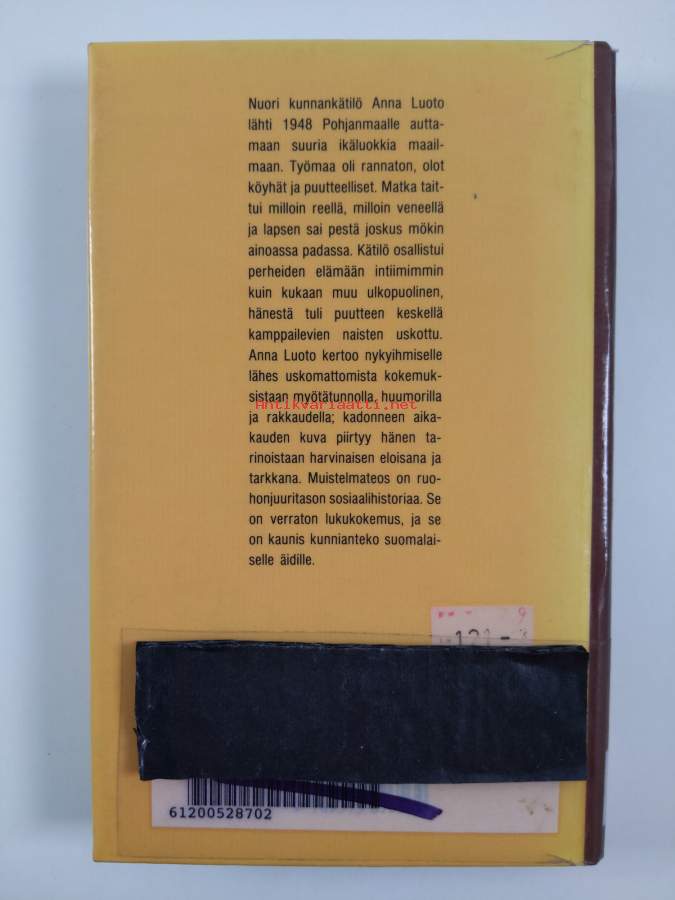 Nuori kunnankätilö Anna Luoto
lähti 1948 Pohjanmaalle autta-
maan suuria ikäluokkia maail-
maan. Työmaa oli rannaton, olot
köyhät ja puutteelliset. Matka tait-
tui milloin reellä, milloin veneellä
ja lapsen sai pestä joskus mökin
ainoassa padassa. Kätilö osallistui
perheiden elämään intiimimmin
kuin kukaan muu ulkopuolinen,
hänestä tuli puutteen keskellä
kamppailevien naisten uskottu.
Anna Luoto kertoo nykyihmiselle
lähes uskomattomista kokemuk-
sistaan myötätunnolla, huumorilla
Antikvariaatti.net
ja rakkaudella; kadonneen aika-
kauden kuva piirtyy hänen ta-
rinoistaan harvinaisen eloisana ja
tarkkana. Muistelmateos on ruo-
honjuuritason sosiaalihistoriaa. Se
on verraton lukukokemus, ja se
on kaunis kunnianteko suomalai-
selle äidille.
121-
61200528702